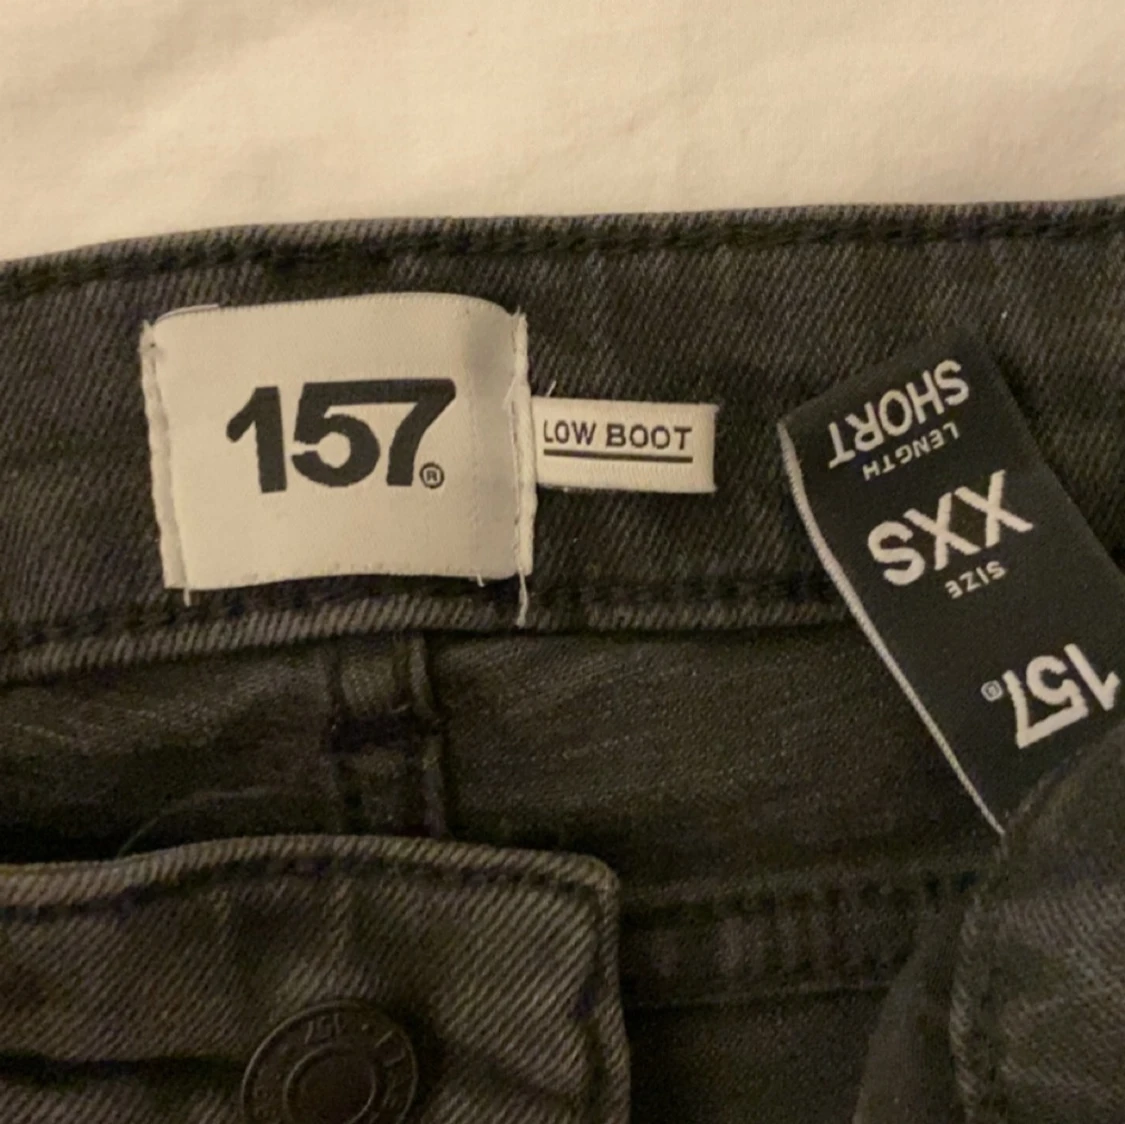 157®
LOW BOOT
157®
SIZE
XXS
LENGTH
SHORT